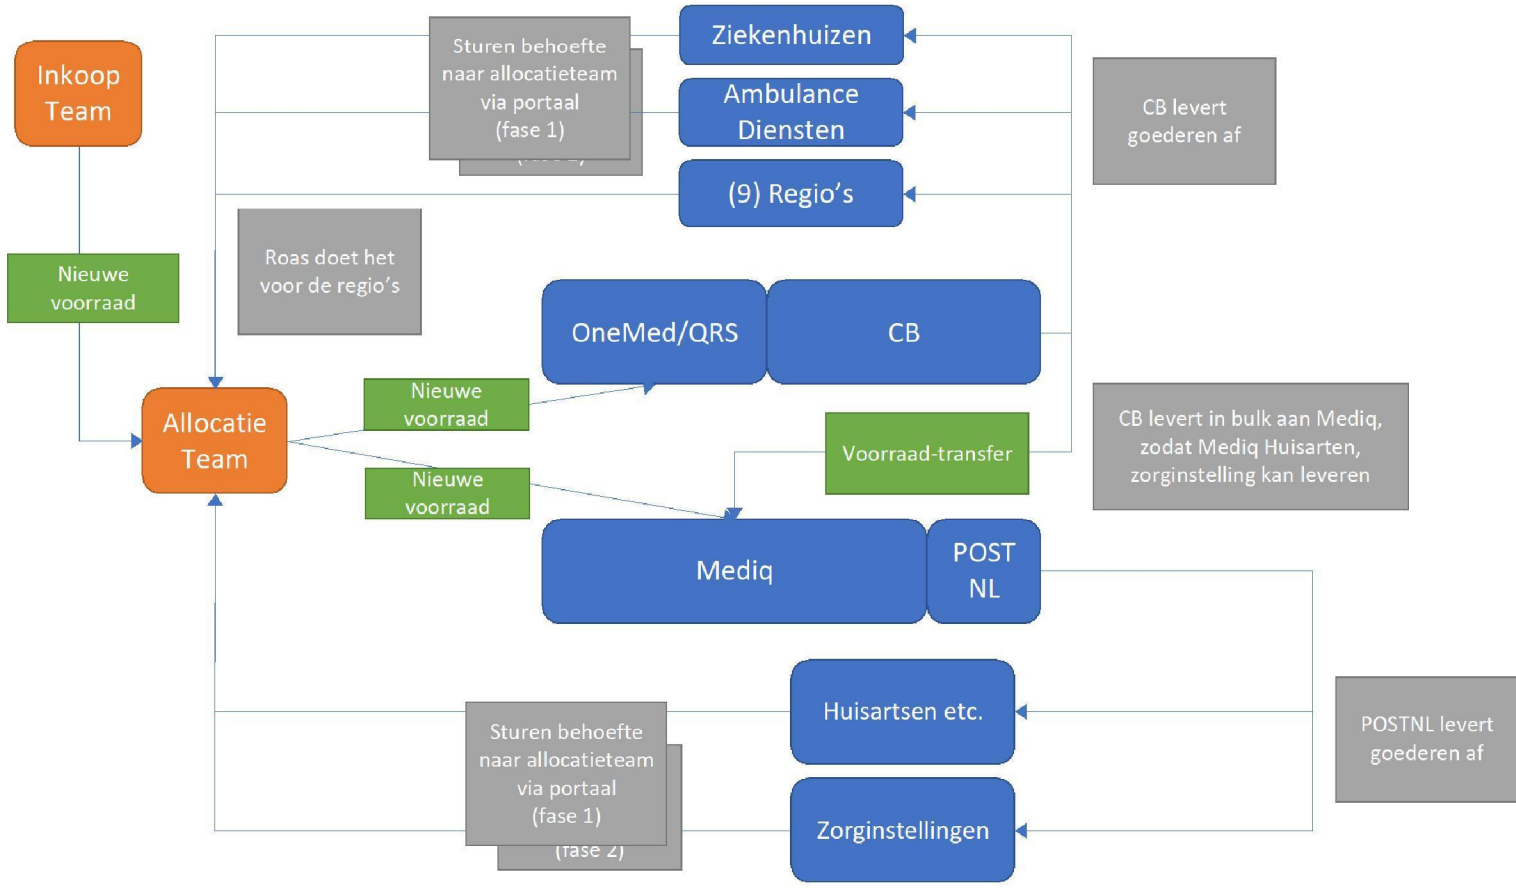 Inkoop
Team
Nieuwe
voorraad
Sturen behoefte
naar allocatieteam
via portaal
(fase 1)
Ziekenhuizen
Ambulance
Diensten
(9) Regio's
CB levert
goederen af
Roas doet het
voor de regio's
OneMed/QRS
CB
Allocatie
Team
Nieuwe
voorraad
Nieuwe
voorraad
Voorraad-transfer
CB levert in bulk aan Mediq,
zodat Mediq Huisarten,
zorginstelling kan leveren
Mediq
POST
NL
Huisartsen etc.
Zorginstellingen
Sturen behoefte
naar allocatieteam
via portaal
(fase 1)
(fase 2)
POSTNL levert
goederen af